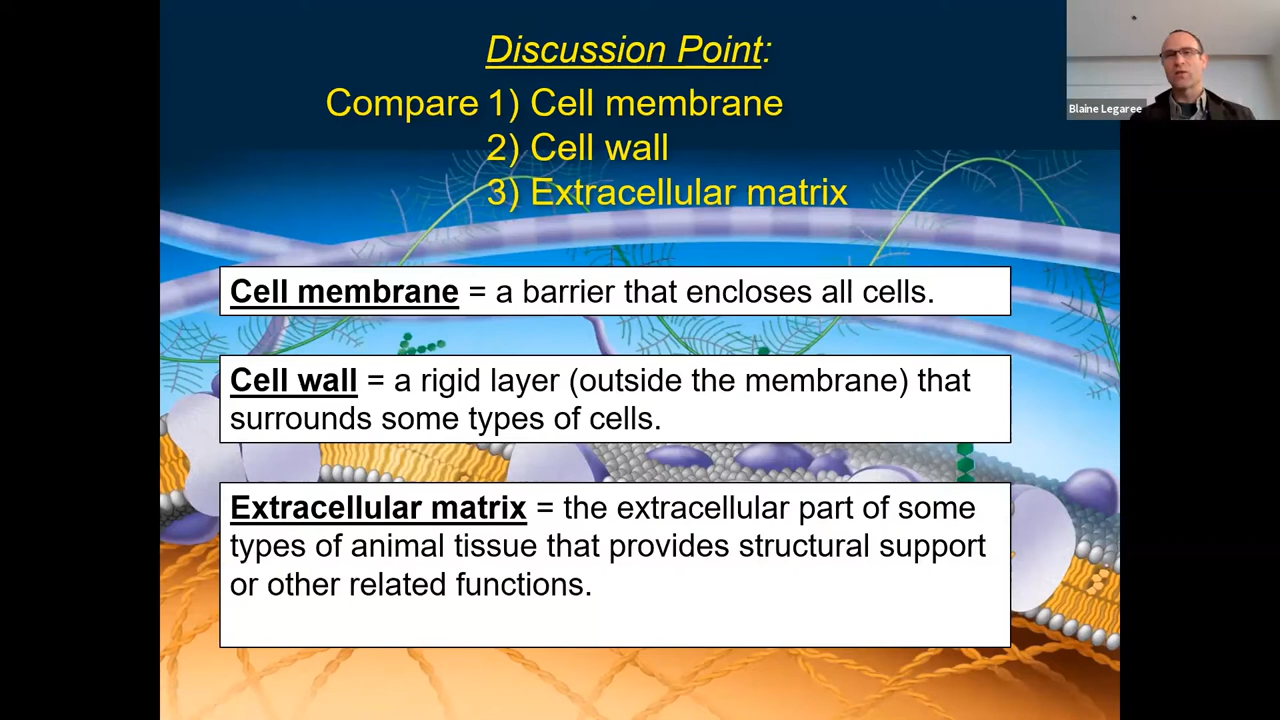 Discussion Point:
Compare 1) Cell membrane
2) Cell wall
3) Extracellular matrix
Blaine Legaree
Cell membrane = a barrier that encloses all cells.
Cell wall = a rigid layer (outside the membrane) that
surrounds some types of cells.
Extracellular matrix = the extracellular part of some
types of animal tissue that provides structural support
or other related functions.